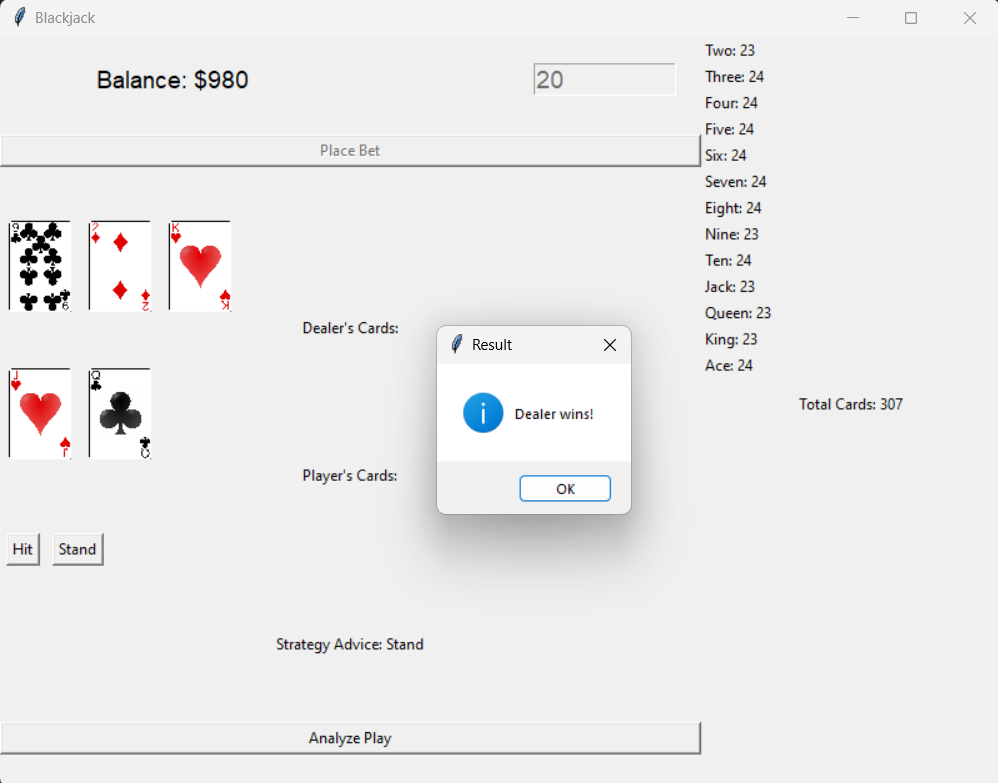 Blackjack
Balance: $980
20
Place Bet
9
2
K
9
2
K
Dealer's Cards:
J
Q
J
Q
Player's Cards:
Hit
Stand
Strategy Advice: Stand
Analyze Play
Result
Dealer wins!
OK
Two: 23
Three: 24
Four: 24
Five: 24
Six: 24
Seven: 24
Eight: 24
Nine: 23
Ten: 24
Jack: 23
Queen: 23
King: 23
Ace: 24
Total Cards: 307